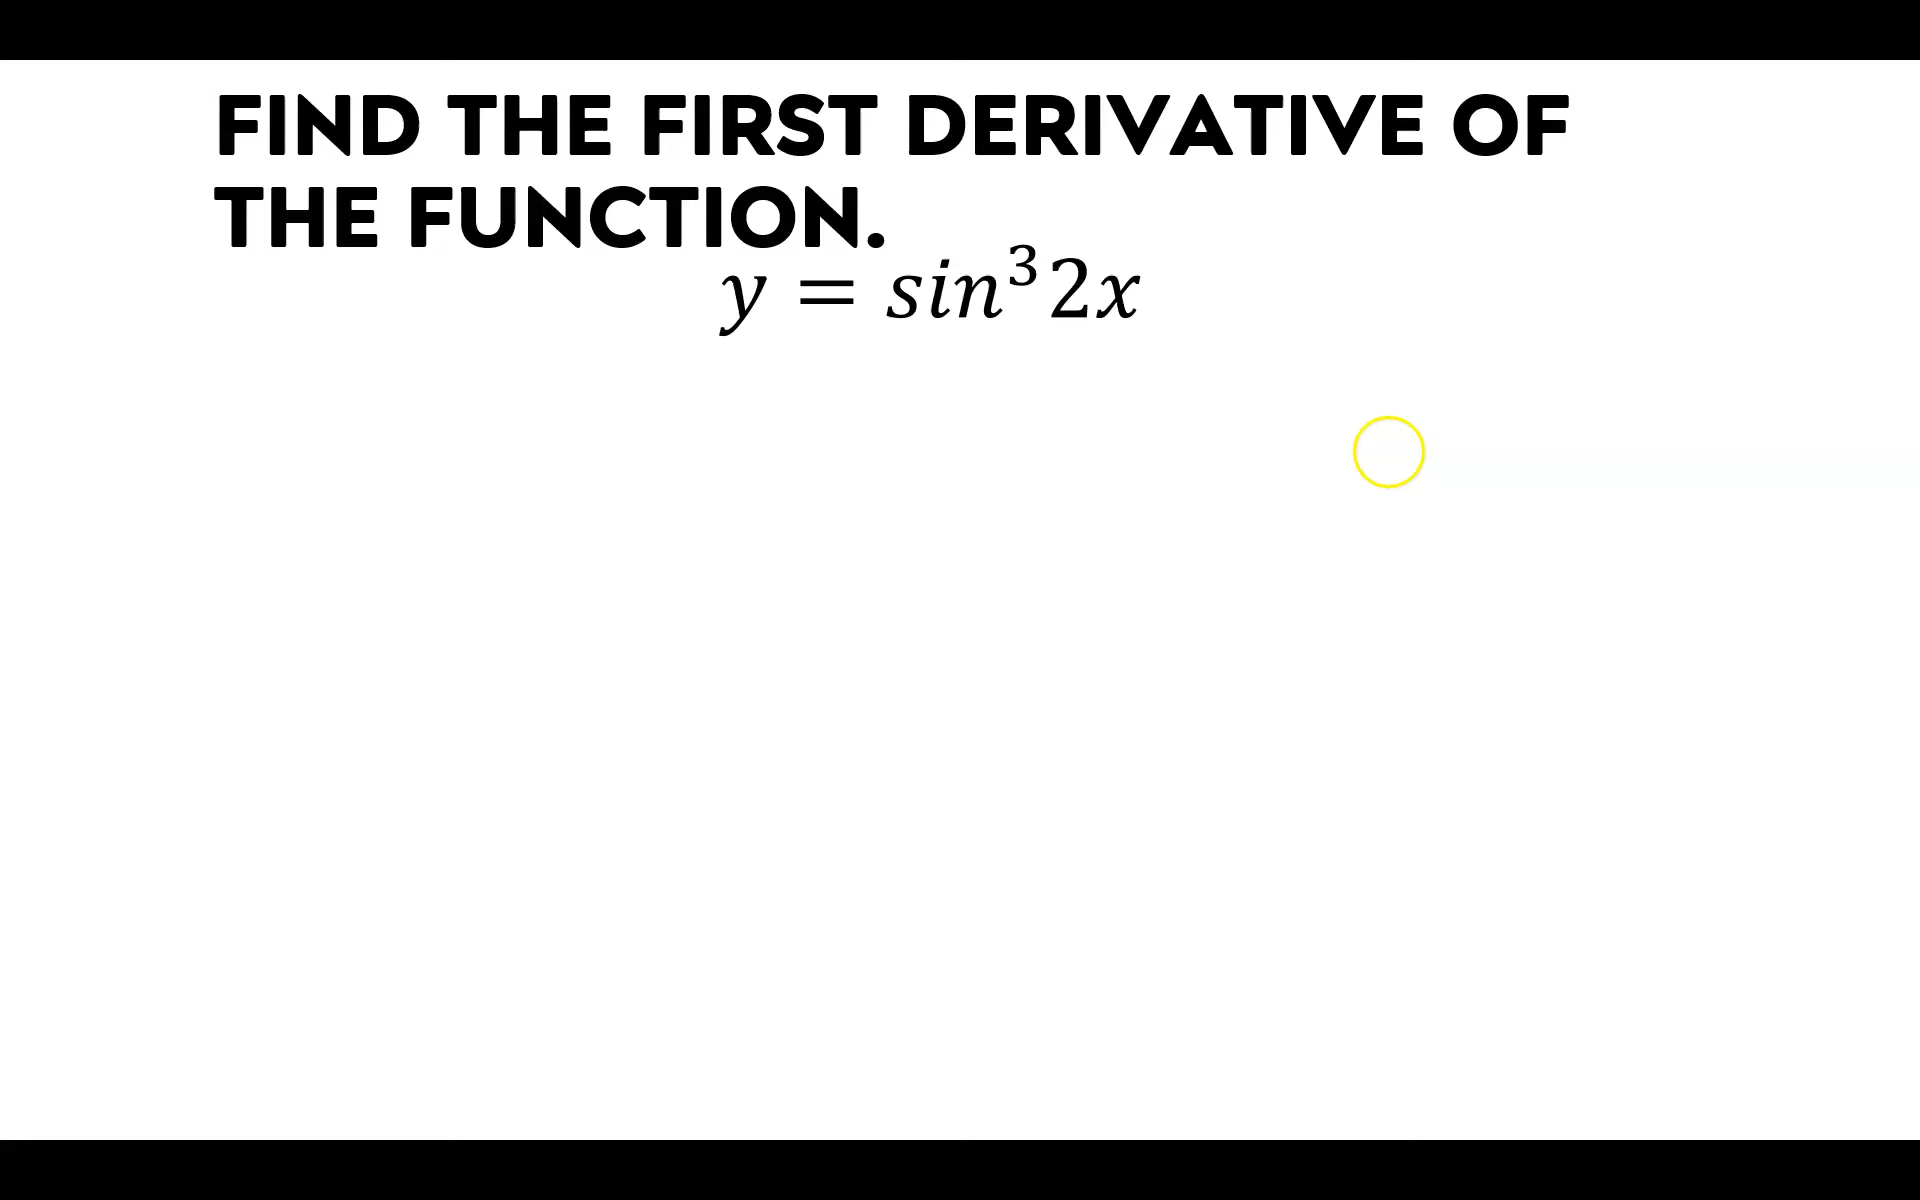 FIND THE FIRST DERIVATIVE OF
THE FUNCTION.
y = sin³2x